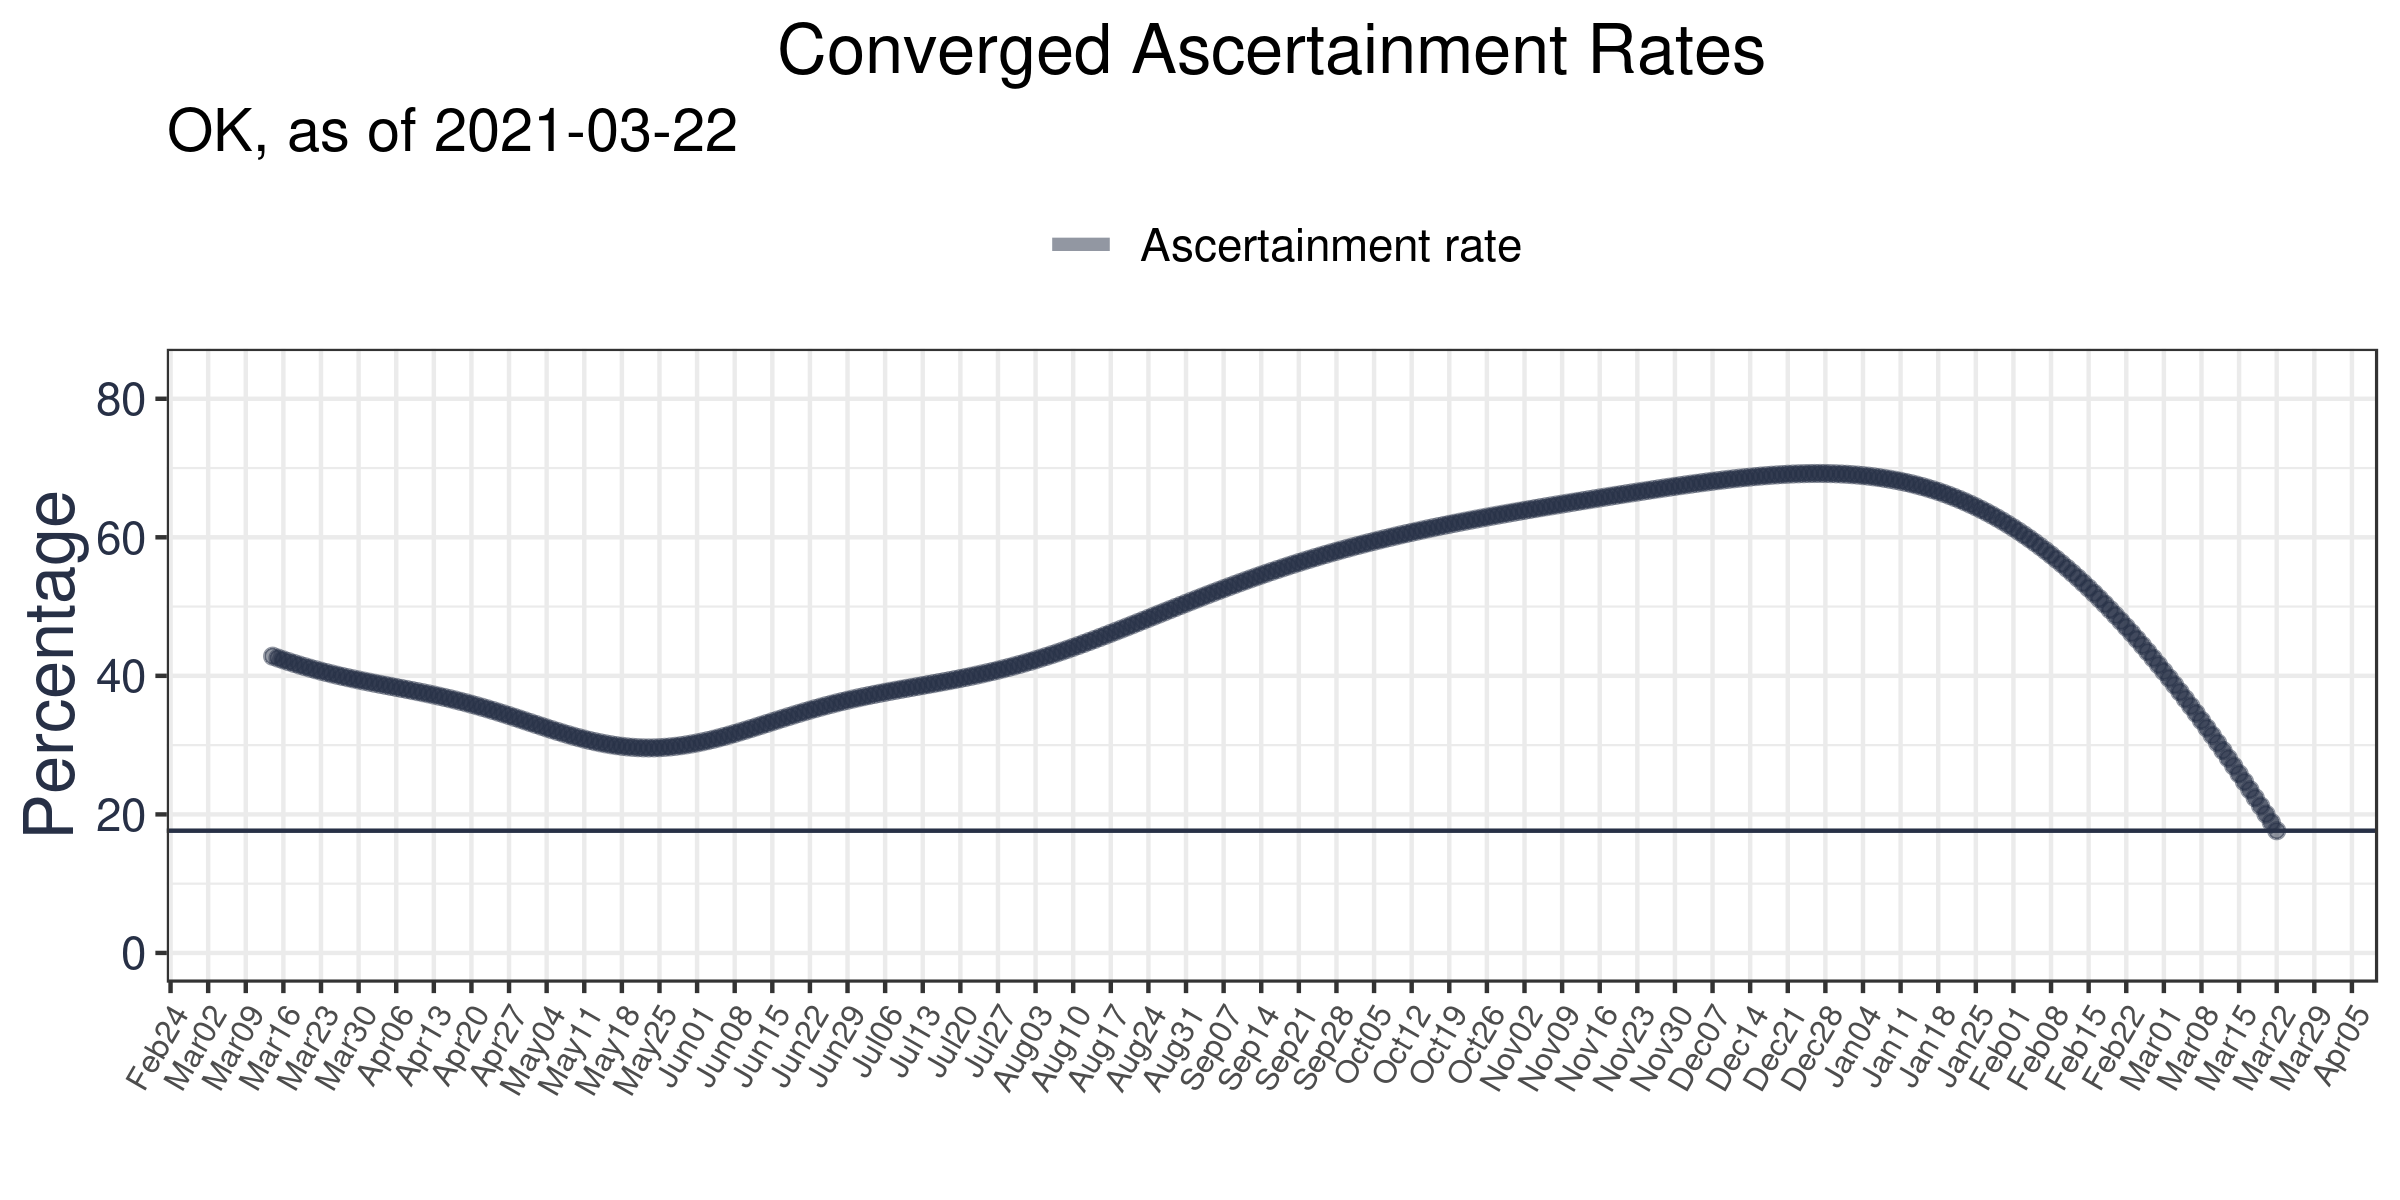 Converged Ascertainment Rates
OK, as of 2021-03-22
Ascertainment rate
Percentage
80
60
40
20
0
Feb24
Mar02
Mar09
Mar16
Mar23
Mar30
Apr06
Apr13
Apr20
Apr27
May04
May11
May18
May25
Jun01
Jun08
Jun15
Jun22
Jun29
Jul06
Jul13
Jul20
Jul27
Aug03
Aug10
Aug17
Aug24
Aug31
Sep07
Sep14
Sep21
Sep28
Oct05
Oct12
Oct19
Oct26
Nov02
Nov09
Nov16
Nov23
Nov30
Dec07
Dec14
Dec21
Dec28
Jan04
Jan11
Jan18
Jan25
Feb01
Feb08
Feb15
Feb22
Mar01
Mar08
Mar15
Mar22
Mar29
Apr05